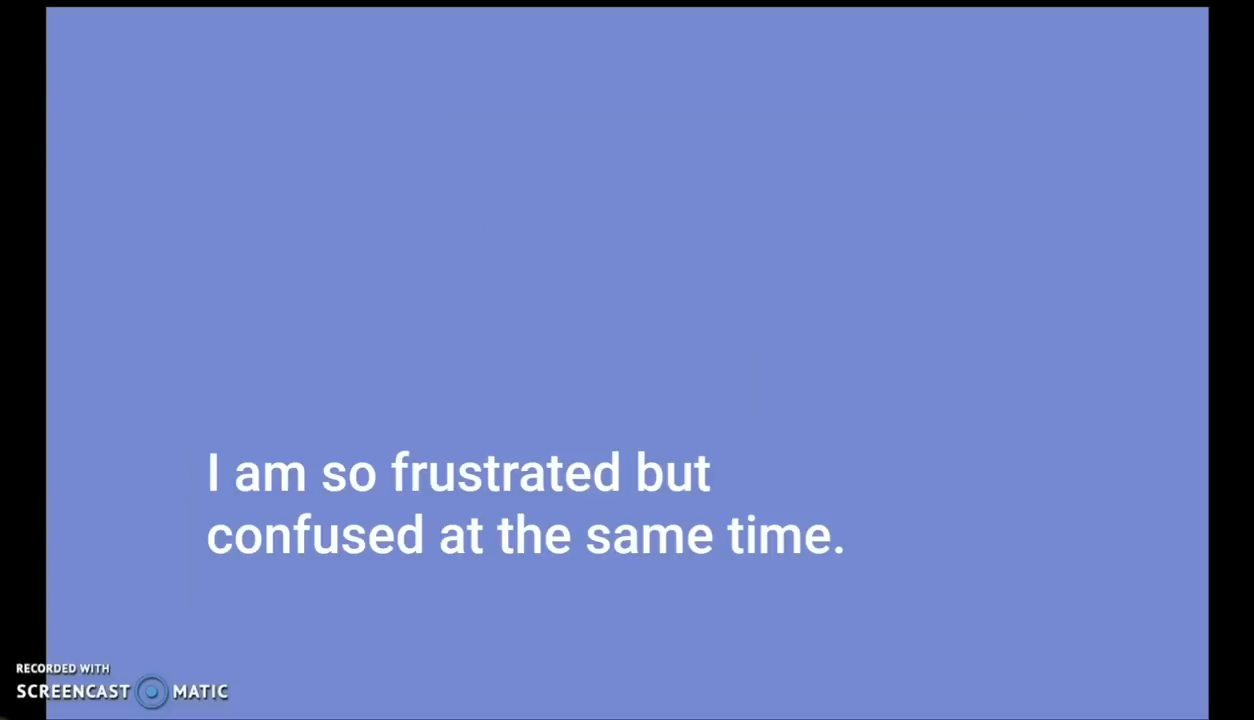 I am so frustrated but
confused at the same time.
RECORDED WITH
SCREENCAST MATIC